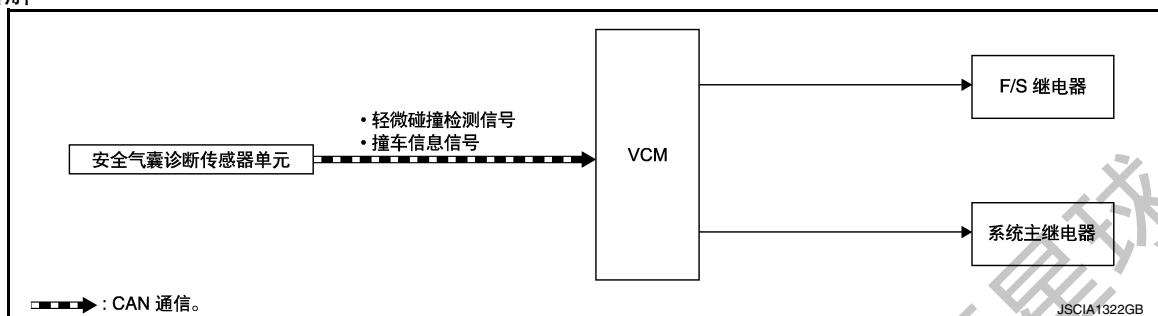 • 轻微碰撞检测信号
• 撞车信息信号
安全气囊诊断传感器单元
VCM
F/S 继电器
系统主继电器
: CAN 通信。
JSCIA1322GB
星球